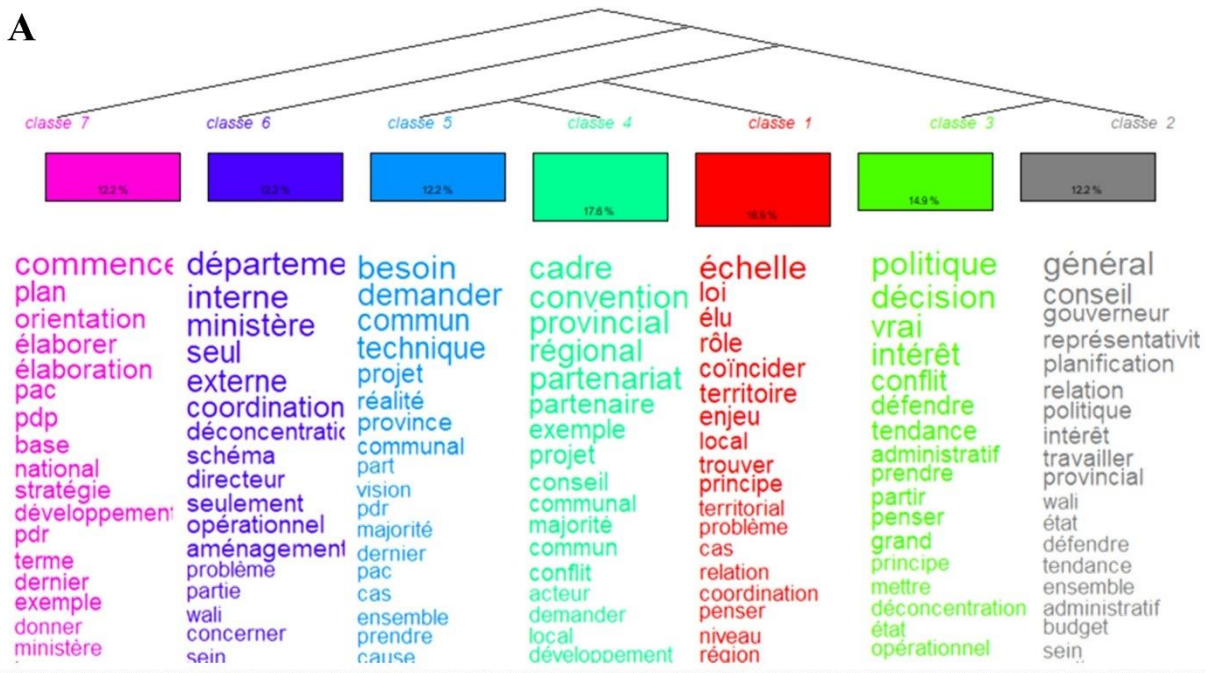 A
classe 7 classe 6 classe 5 classe 4 classe 1 classe 3 classe 2
12.2 % 12.2 % 12.2 % 17.6 % 18.9 % 14.9 % 12.2 %
commence
plan
orientation
élaborer
élaboration
pac
pdp
base
national
stratégie
développement
pdr
terme
dernier
exemple
donner
ministère
départeme
interne
ministère
seul
externe
coordination
déconcentratic
schéma
directeur
seulement
opérationnel
aménagement
problème
partie
wali
concerner
sein
besoin
demander
commun
technique
projet
réalité
province
communal
part
vision
pdr
majorité
dernier
pac
cas
ensemble
prendre
cause
cadre
convention
provincial
régional
partenariat
partenaire
exemple
projet
conseil
communal
majorité
commun
conflit
acteur
demander
local
développement
échelle
loi
élu
rôle
coïncider
territoire
enjeu
local
trouver
principe
territorial
problème
cas
relation
coordination
penser
niveau
région
politique
décision
vrai
intérêt
conflit
défendre
tendance
administratif
prendre
partir
penser
grand
principe
mettre
déconcentration
état
opérationnel
général
conseil
gouverneur
représentativit
planification
relation
politique
intérêt
travailler
provincial
wali
état
défendre
tendance
ensemble
administratif
budget
sein